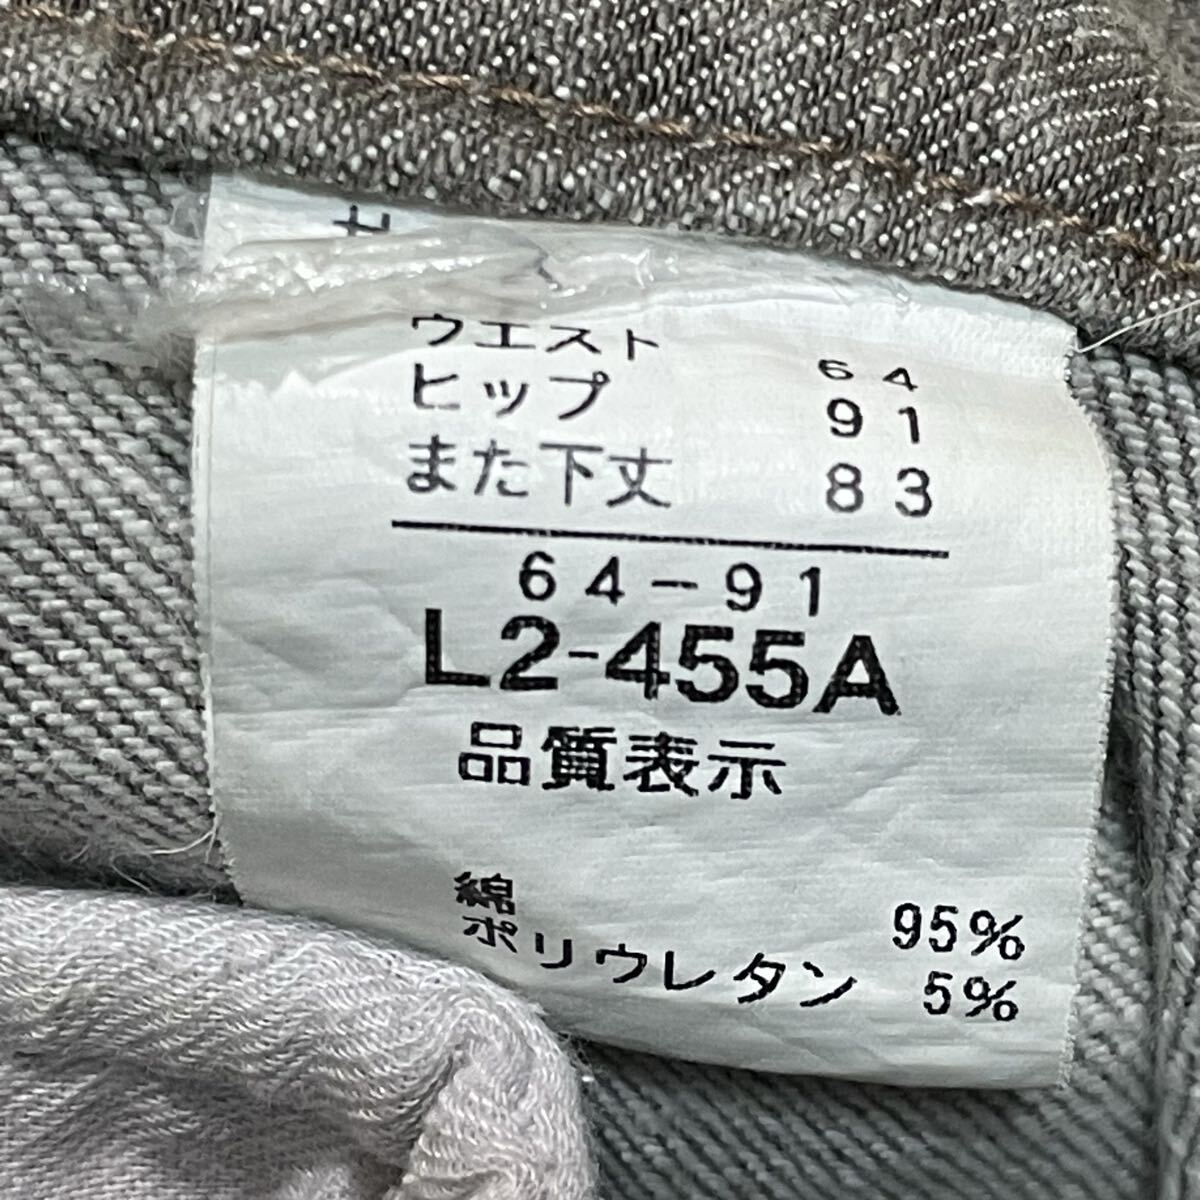 ウエスト 64
ヒップ 91
また下丈 83
64-91
L2-455A
品質表示
綿 95%
ポリウレタン 5%